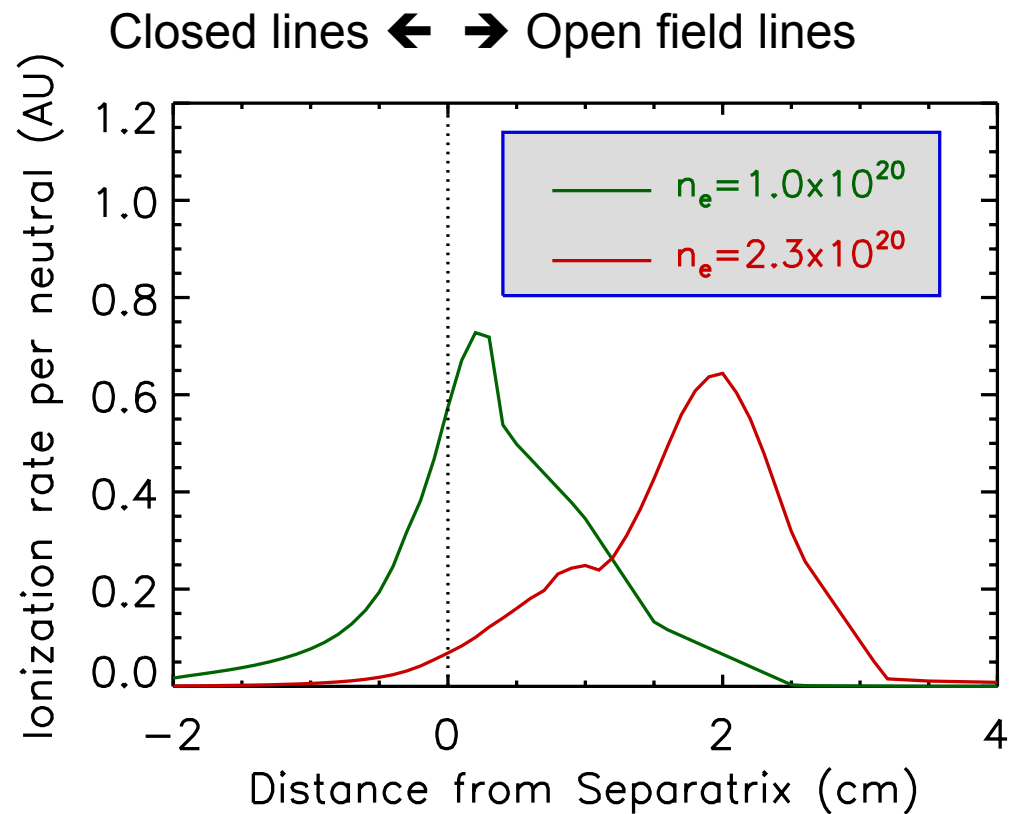 Closed lines 🡸 🡺 Open field lines
Ionization rate per neutral (AU)
1.2
1.0
0.8
0.6
0.4
0.2
0.0
n_e=1.0x10^20
n_e=2.3x10^20
−2
0
2
4
Distance from Separatrix (cm)